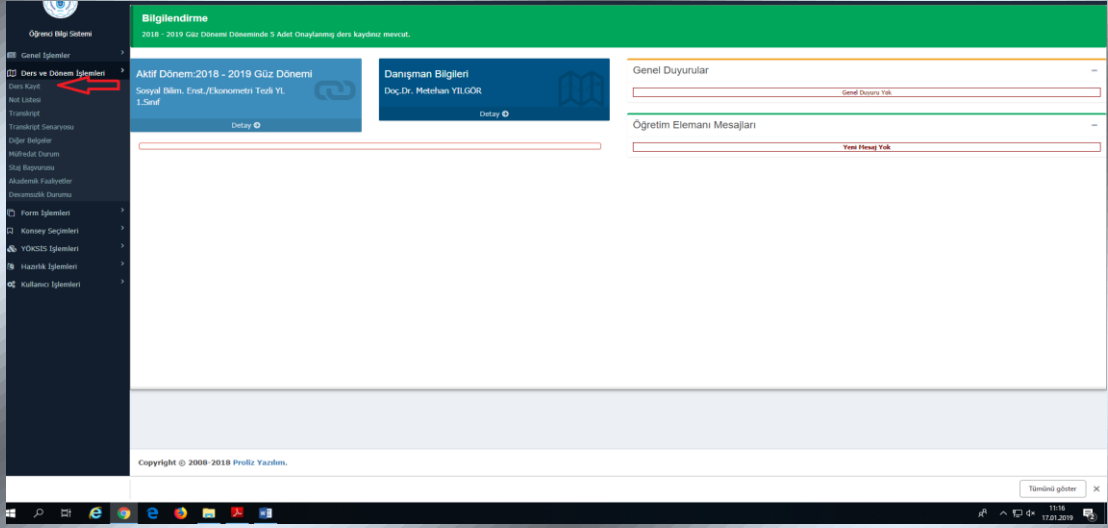 Öğrenci Bilgi Sistemi
Genel İşlemler
Ders ve Dönem İşlemleri
Ders Kayıt
Not Listesi
Transkript
Transkript Senaryosu
Diğer Belgeler
Müfredat Durum
Staj Başvurusu
Akademik Faaliyetler
Devamsızlık Durumu
Form İşlemleri
Konsey Seçimleri
YÖKSİS İşlemleri
Hazırlık İşlemleri
Kullanıcı İşlemleri
Bilgilendirme
2018 - 2019 Güz Dönemi Döneminde 5 Adet Onaylanmış ders kaydınız mevcut.
Aktif Dönem:2018 - 2019 Güz Dönemi
Sosyal Bilim. Enst./Ekonometri Tezli YL
1.Sınıf
Detay
Danışman Bilgileri
Doç.Dr. Metehan YILGÖR
Detay
Genel Duyurular
Genel Duyuru Yok
Öğretim Elemanı Mesajları
Yeni Mesaj Yok
Copyright © 2008-2018 Proliz Yazılım.
Tümünü göster
11:16
17.01.2019